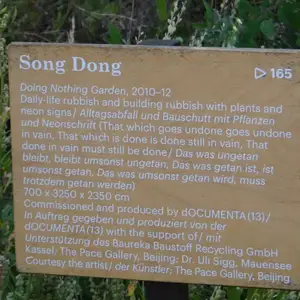 Song Dong
▷ 165
Doing Nothing Garden, 2010–12
Daily-life rubbish and building rubbish with plants and
neon signs / Alltagsabfall und Bauschutt mit Pflanzen
und Neonschrift (That which goes undone goes undone
in vain, That which is done is done still in vain, That
done in vain must still be done / Das was ungetan
bleibt, bleibt umsonst ungetan, Das was getan ist, ist
umsonst getan, Das was umsonst getan wird, muss
trotzdem getan werden)
700 x 3250 x 2350 cm
Commissioned and produced by dOCUMENTA (13) /
In Auftrag gegeben und produziert von der
dOCUMENTA (13) with the support of / mit
Unterstützung des Baureka Baustoff Recycling GmbH
Kassel; The Pace Gallery, Beijing; Dr. Uli Sigg, Mauensee
Courtesy the artist / der Künstler; The Pace Gallery, Beijing